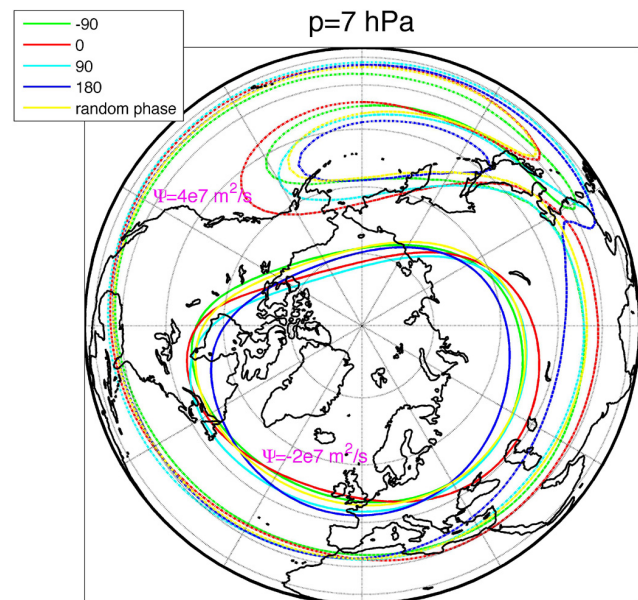 p=7 hPa
-90
0
90
180
random phase
Ψ=4e7 m²/s
Ψ=-2e7 m²/s